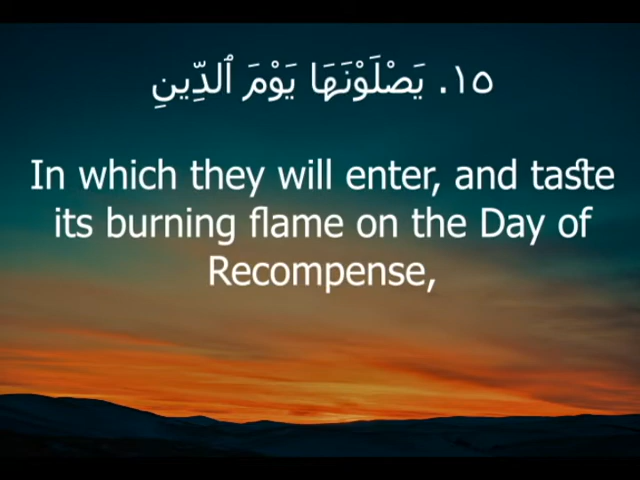 ١٥. يَصْلَوْنَهَا يَوْمَ ٱلدِّينِ
In which they will enter, and taste
its burning flame on the Day of
Recompense,